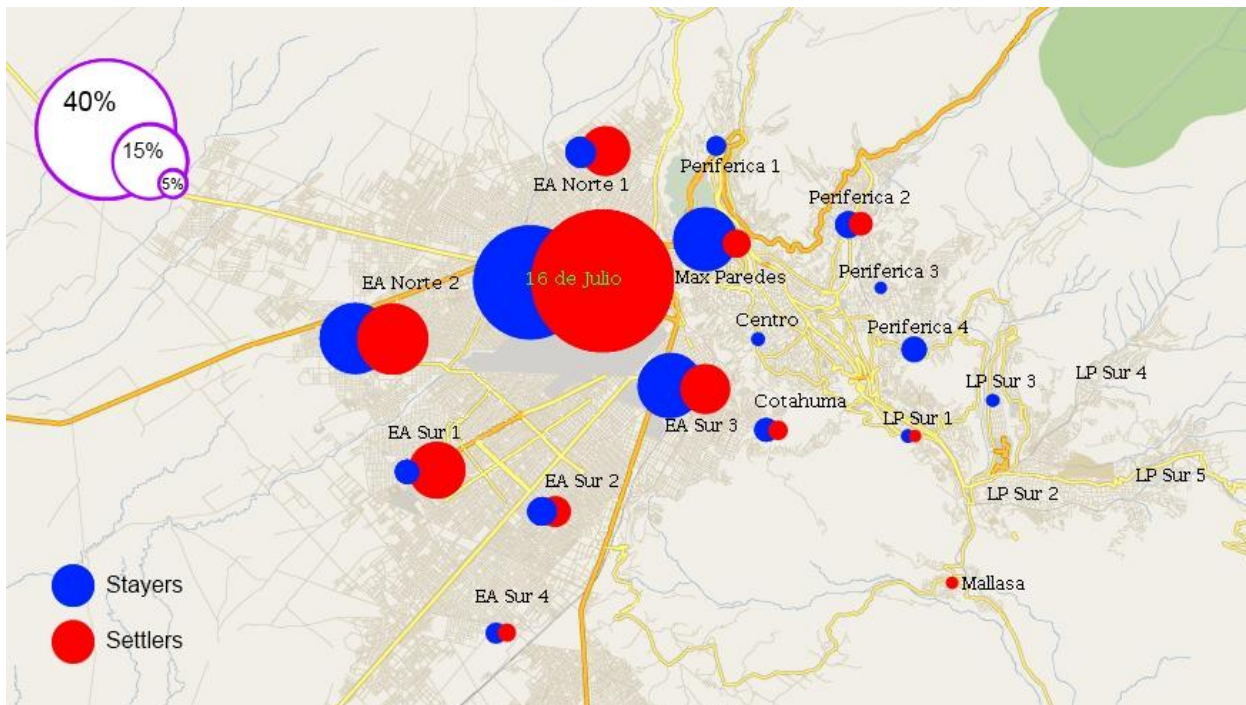 40%
15%
5%
EA Norte 1
Periferica 1
Periferica 2
16 de Julio
Max Paredes
EA Norte 2
Periferica 3
Centro
Periferica 4
LP Sur 3
LP Sur 4
Cotahuma
LP Sur 1
EA Sur 3
EA Sur 1
EA Sur 2
LP Sur 2
LP Sur 5
Mallasa
EA Sur 4
Stayers
Settlers